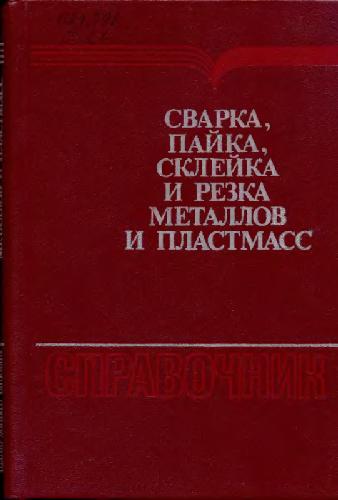 СВАРКА,
ПАЙКА,
СКЛЕЙКА
И РЕЗКА
МЕТАЛЛОВ
И ПЛАСТМАСС
СПРАВОЧНИК